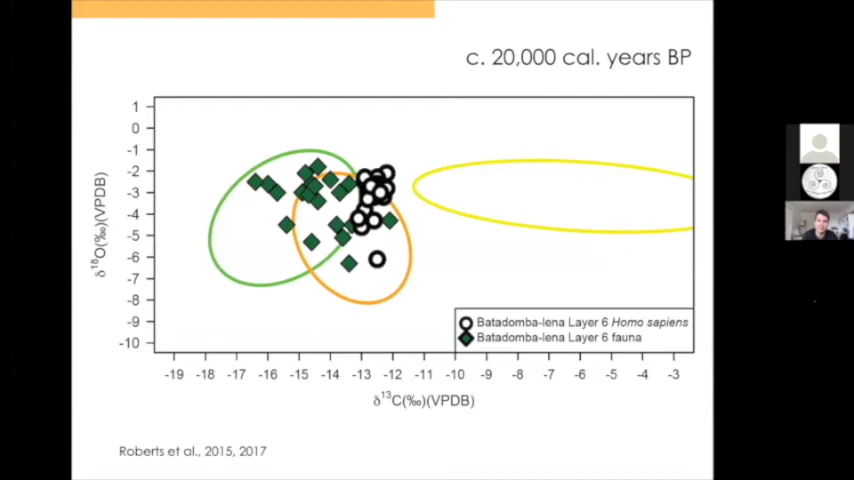 c. 20,000 cal. years BP
1
0
-1
-2
-3
-4
-5
-6
-7
-8
-9
-10
δ18O(‰)(VPDB)
Batadomba-lena Layer 6 Homo sapiens
Batadomba-lena Layer 6 fauna
-19 -18 -17 -16 -15 -14 -13 -12 -11 -10 -9 -8 -7 -6 -5 -4 -3
δ13C(‰)(VPDB)
Roberts et al., 2015, 2017